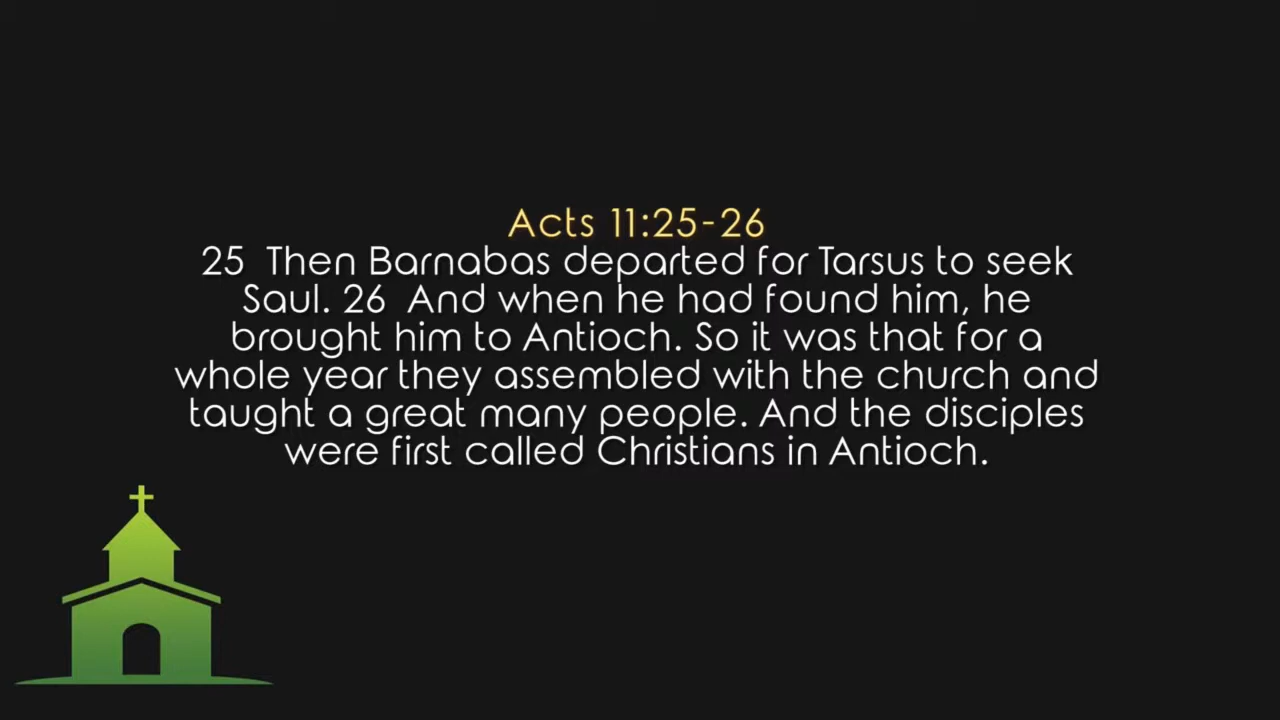 Acts 11:25-26
25 Then Barnabas departed for Tarsus to seek
Saul. 26 And when he had found him, he
brought him to Antioch. So it was that for a
whole year they assembled with the church and
taught a great many people. And the disciples
were first called Christians in Antioch.